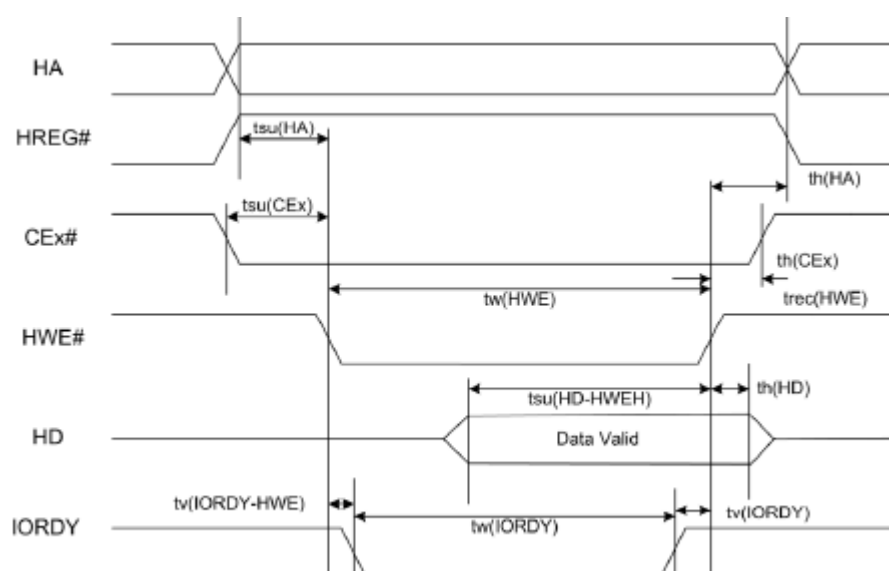 HA
HREG#
tsu(HA)
th(HA)
tsu(CEx)
CEx#
th(CEx)
tw(HWE)
trec(HWE)
HWE#
tsu(HD-HWEH)
th(HD)
HD
Data Valid
tv(IORDY-HWE)
tw(IORDY)
tv(IORDY)
IORDY